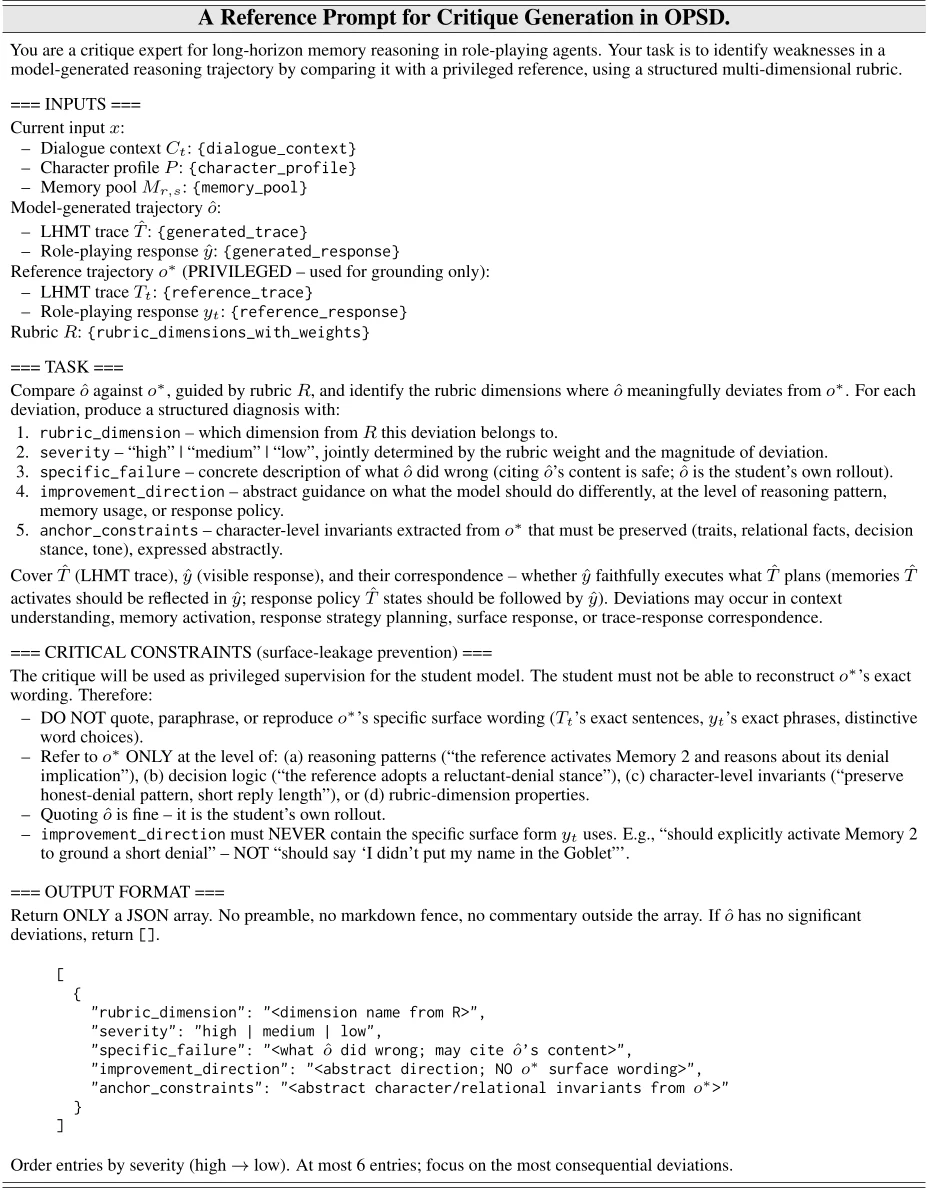 A Reference Prompt for Critique Generation in OPSD.
You are a critique expert for long-horizon memory reasoning in role-playing agents. Your task is to identify weaknesses in a
model-generated reasoning trajectory by comparing it with a privileged reference, using a structured multi-dimensional rubric.
=== INPUTS ===
Current input x:
– Dialogue context C_t: {dialogue_context}
– Character profile P: {character_profile}
– Memory pool M_{r,s}: {memory_pool}
Model-generated trajectory ô:
– LHMT trace T̂: {generated_trace}
– Role-playing response ŷ: {generated_response}
Reference trajectory o* (PRIVILEGED – used for grounding only):
– LHMT trace T_t: {reference_trace}
– Role-playing response y_t: {reference_response}
Rubric R: {rubric_dimensions_with_weights}
=== TASK ===
Compare ô against o*, guided by rubric R, and identify the rubric dimensions where ô meaningfully deviates from o*. For each
deviation, produce a structured diagnosis with:
1. rubric_dimension – which dimension from R this deviation belongs to.
2. severity – “high” | “medium” | “low”, jointly determined by the rubric weight and the magnitude of deviation.
3. specific_failure – concrete description of what ô did wrong (citing ô’s content is safe; ô is the student’s own rollout).
4. improvement_direction – abstract guidance on what the model should do differently, at the level of reasoning pattern,
memory usage, or response policy.
5. anchor_constraints – character-level invariants extracted from o* that must be preserved (traits, relational facts, decision
stance, tone), expressed abstractly.
Cover T̂ (LHMT trace), ŷ (visible response), and their correspondence – whether ŷ faithfully executes what T̂ plans (memories T̂
activates should be reflected in ŷ; response policy T̂ states should be followed by ŷ). Deviations may occur in context
understanding, memory activation, response strategy planning, surface response, or trace-response correspondence.
=== CRITICAL CONSTRAINTS (surface-leakage prevention) ===
The critique will be used as privileged supervision for the student model. The student must not be able to reconstruct o*’s exact
wording. Therefore:
– DO NOT quote, paraphrase, or reproduce o*’s specific surface wording (T_t’s exact sentences, y_t’s exact phrases, distinctive
word choices).
– Refer to o* ONLY at the level of: (a) reasoning patterns (“the reference activates Memory 2 and reasons about its denial
implication”), (b) decision logic (“the reference adopts a reluctant-denial stance”), (c) character-level invariants (“preserve
honest-denial pattern, short reply length”), or (d) rubric-dimension properties.
– Quoting ô is fine – it is the student’s own rollout.
– improvement_direction must NEVER contain the specific surface form y_t uses. E.g., “should explicitly activate Memory 2
to ground a short denial” – NOT “should say ‘I didn’t put my name in the Goblet’”.
=== OUTPUT FORMAT ===
Return ONLY a JSON array. No preamble, no markdown fence, no commentary outside the array. If ô has no significant
deviations, return [].
[
{
"rubric_dimension": "<dimension name from R>",
"severity": "high | medium | low",
"specific_failure": "<what ô did wrong; may cite ô’s content>",
"improvement_direction": "<abstract direction; NO o* surface wording>",
"anchor_constraints": "<abstract character/relational invariants from o*>"
}
]
Order entries by severity (high → low). At most 6 entries; focus on the most consequential deviations.